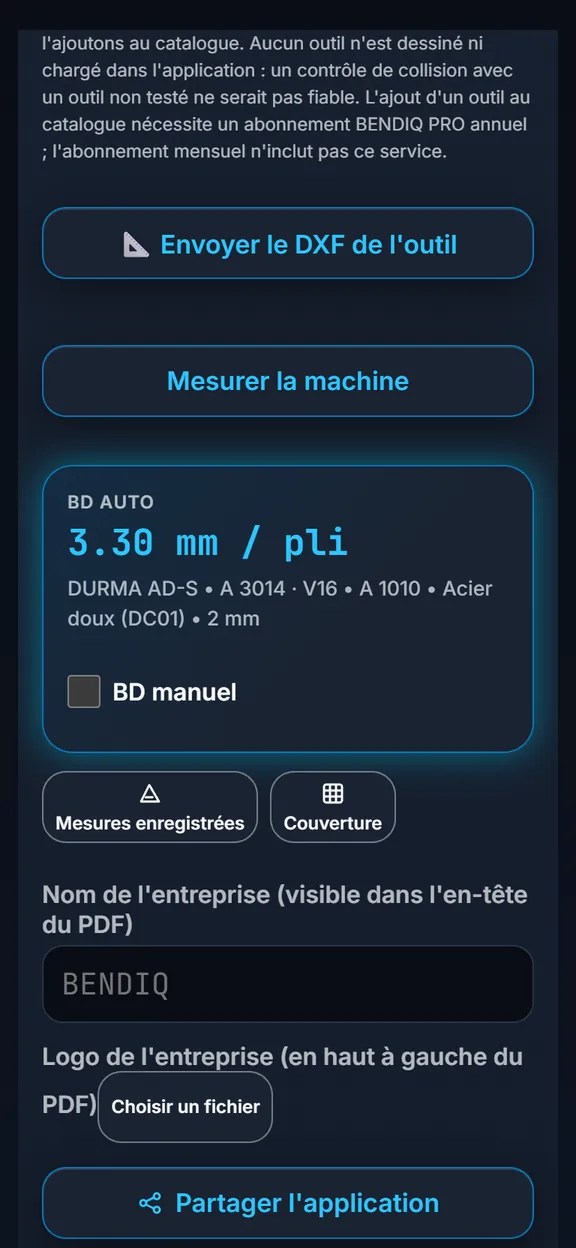 l'ajoutons au catalogue. Aucun outil n'est dessiné ni
chargé dans l'application : un contrôle de collision avec
un outil non testé ne serait pas fiable. L'ajout d'un outil au
catalogue nécessite un abonnement BENDIQ PRO annuel
; l'abonnement mensuel n'inclut pas ce service.
Envoyer le DXF de l'outil
Mesurer la machine
BD AUTO
3.30 mm / pli
DURMA AD-S • A 3014 · V16 • A 1010 • Acier
doux (DC01) • 2 mm
BD manuel
Mesures enregistrées
Couverture
Nom de l'entreprise (visible dans l'en-tête
du PDF)
BENDIQ
Logo de l'entreprise (en haut à gauche du
PDF) Choisir un fichier
Partager l'application